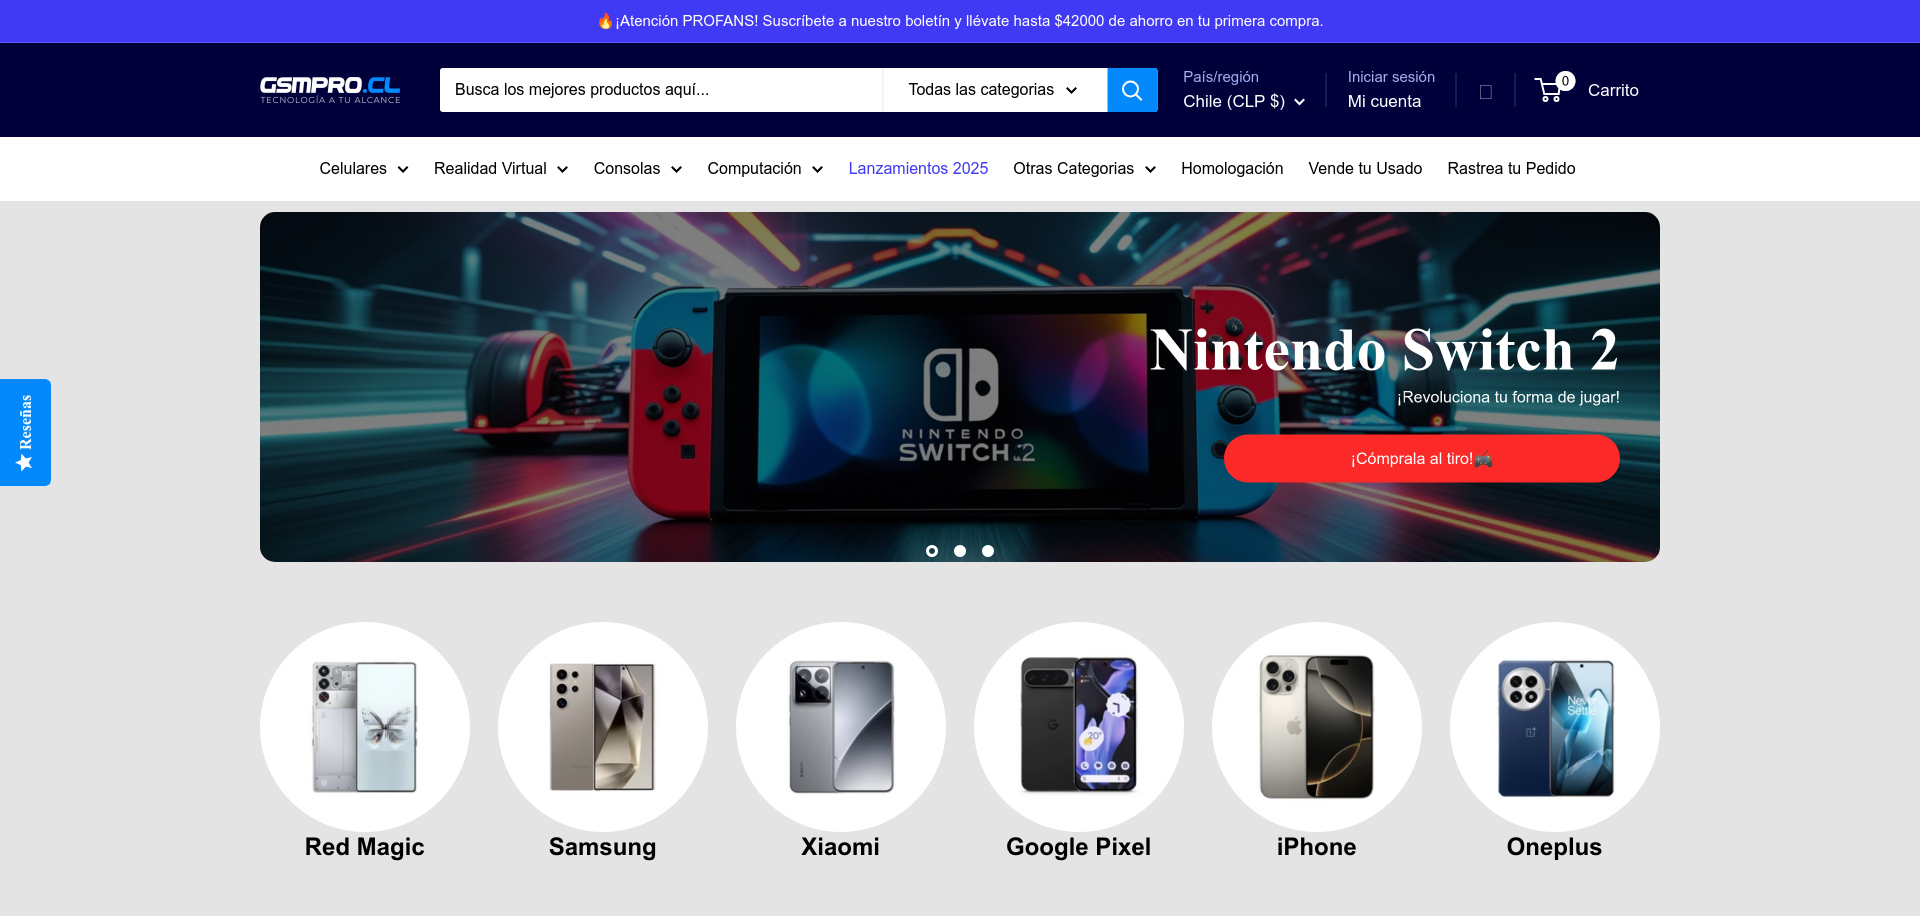 🔥¡Atención PROFANS! Suscríbete a nuestro boletín y llévate hasta $42000 de ahorro en tu primera compra.
GSMPRO.CL
TECNOLOGÍA A TU ALCANCE
Busca los mejores productos aquí...
Todas las categorias
País/región
Chile (CLP $)
Iniciar sesión
Mi cuenta
0
Carrito
Celulares
Realidad Virtual
Consolas
Computación
Lanzamientos 2025
Otras Categorias
Homologación
Vende tu Usado
Rastrea tu Pedido
NINTENDO
SWITCH 2
Nintendo Switch 2
¡Revoluciona tu forma de jugar!
¡Cómprala al tiro!🎮
★ Reseñas
20°
Never
Settle
Red Magic
Samsung
Xiaomi
Google Pixel
iPhone
Oneplus